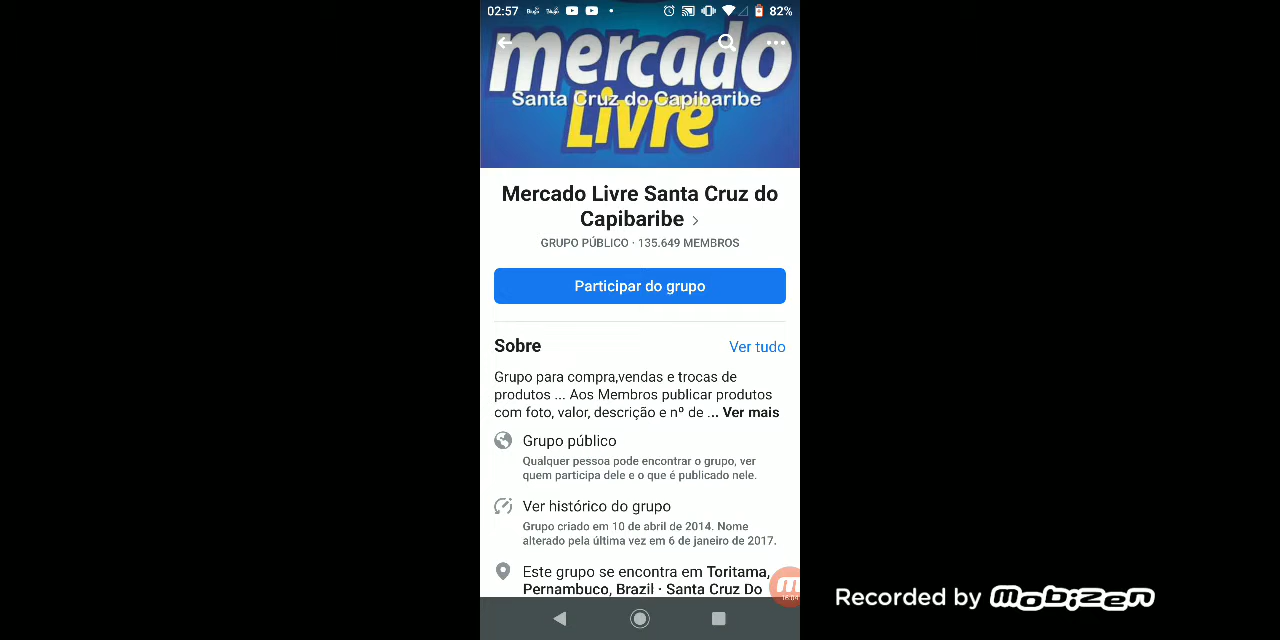 02:57
82%
mercado
Santa Cruz do Capibaribe
Livre
Mercado Livre Santa Cruz do
Capibaribe
GRUPO PÚBLICO · 135.649 MEMBROS
Participar do grupo
Sobre
Ver tudo
Grupo para compra,vendas e trocas de
produtos ... Aos Membros publicar produtos
com foto, valor, descrição e nº de ... Ver mais
Grupo público
Qualquer pessoa pode encontrar o grupo, ver
quem participa dele e o que é publicado nele.
Ver histórico do grupo
Grupo criado em 10 de abril de 2014. Nome
alterado pela última vez em 6 de janeiro de 2017.
Este grupo se encontra em Toritama,
Pernambuco, Brazil · Santa Cruz Do
Recorded by mobizen